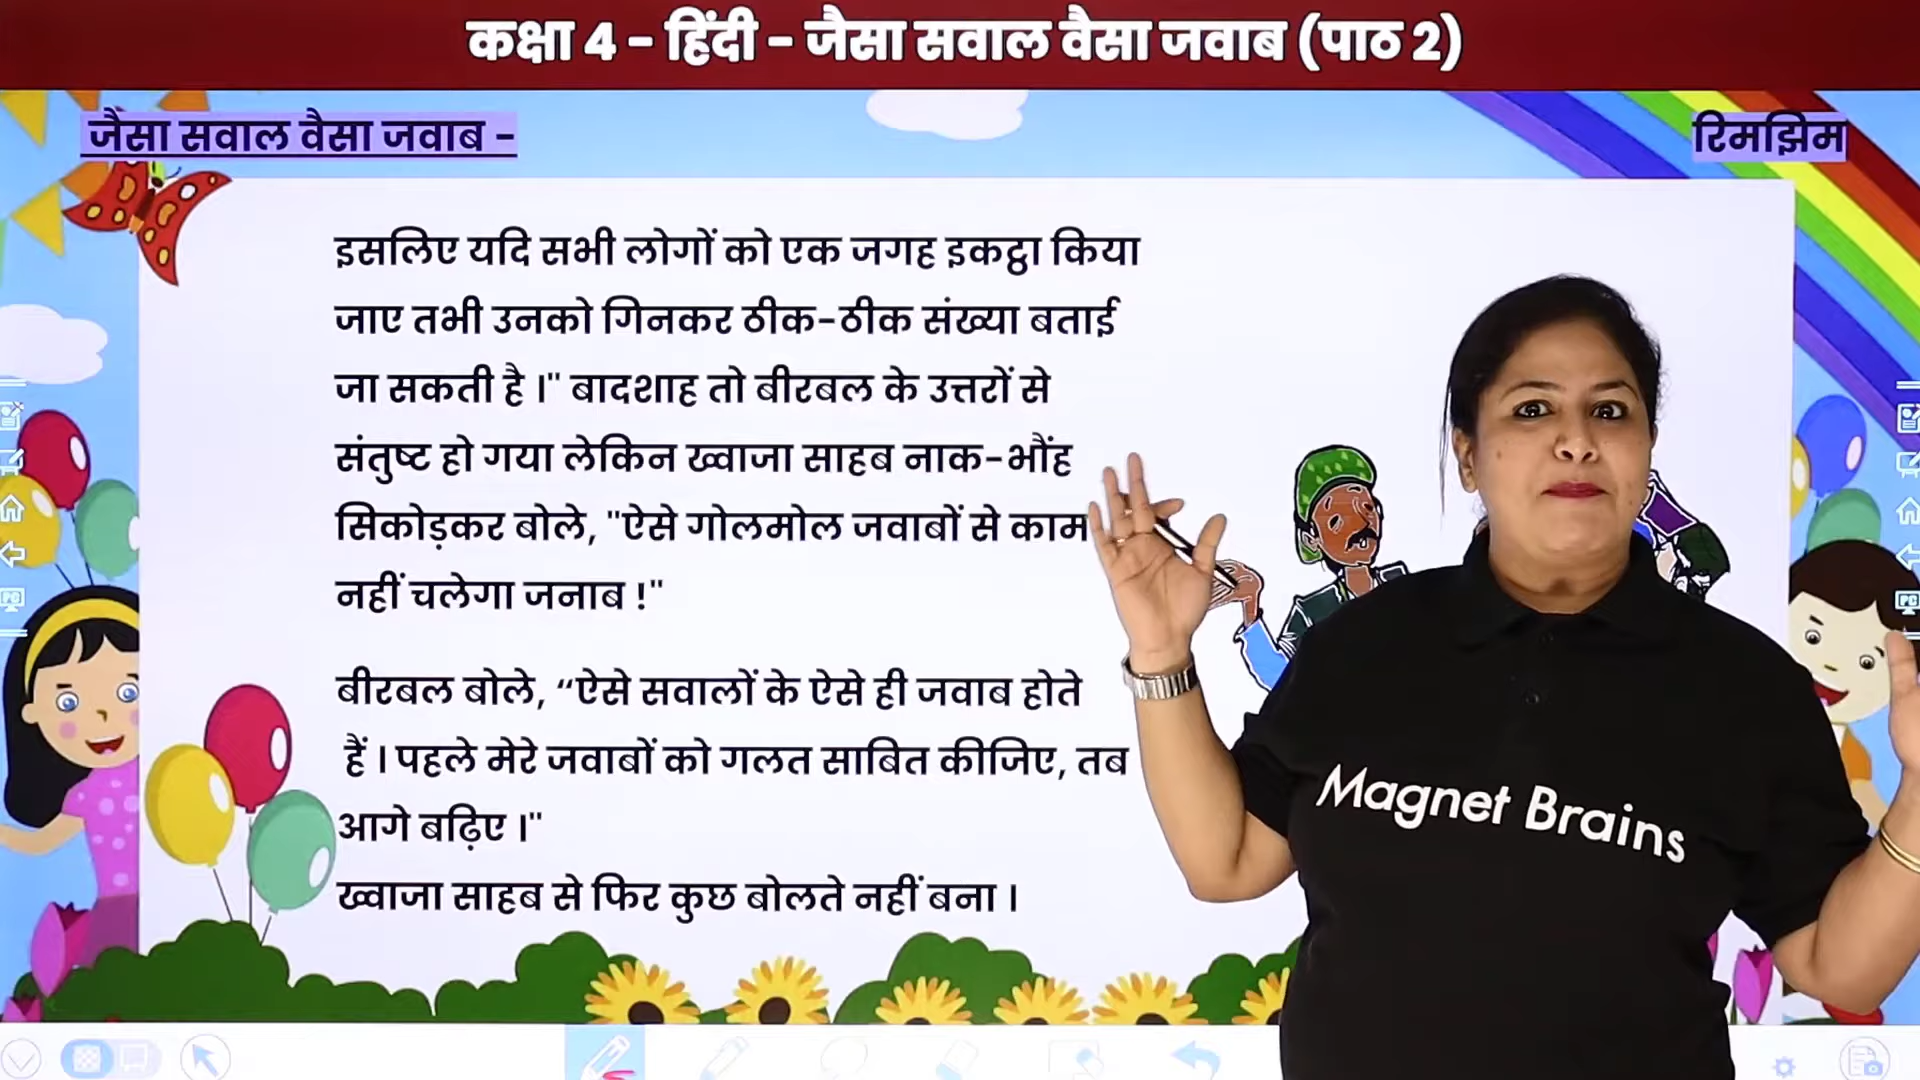 कक्षा 4 - हिंदी - जैसा सवाल वैसा जवाब (पाठ 2)
जैसा सवाल वैसा जवाब -
रिमझिम
इसलिए यदि सभी लोगों को एक जगह इकट्ठा किया
जाए तभी उनको गिनकर ठीक-ठीक संख्या बताई
जा सकती है ।" बादशाह तो बीरबल के उत्तरों से
संतुष्ट हो गया लेकिन ख्वाजा साहब नाक-भौंह
सिकोड़कर बोले, "ऐसे गोलमोल जवाबों से काम
नहीं चलेगा जनाब !"
बीरबल बोले, “ऐसे सवालों के ऐसे ही जवाब होते
हैं । पहले मेरे जवाबों को गलत साबित कीजिए, तब
आगे बढ़िए ।"
ख्वाजा साहब से फिर कुछ बोलते नहीं बना ।
Magnet Brains
PC
PC